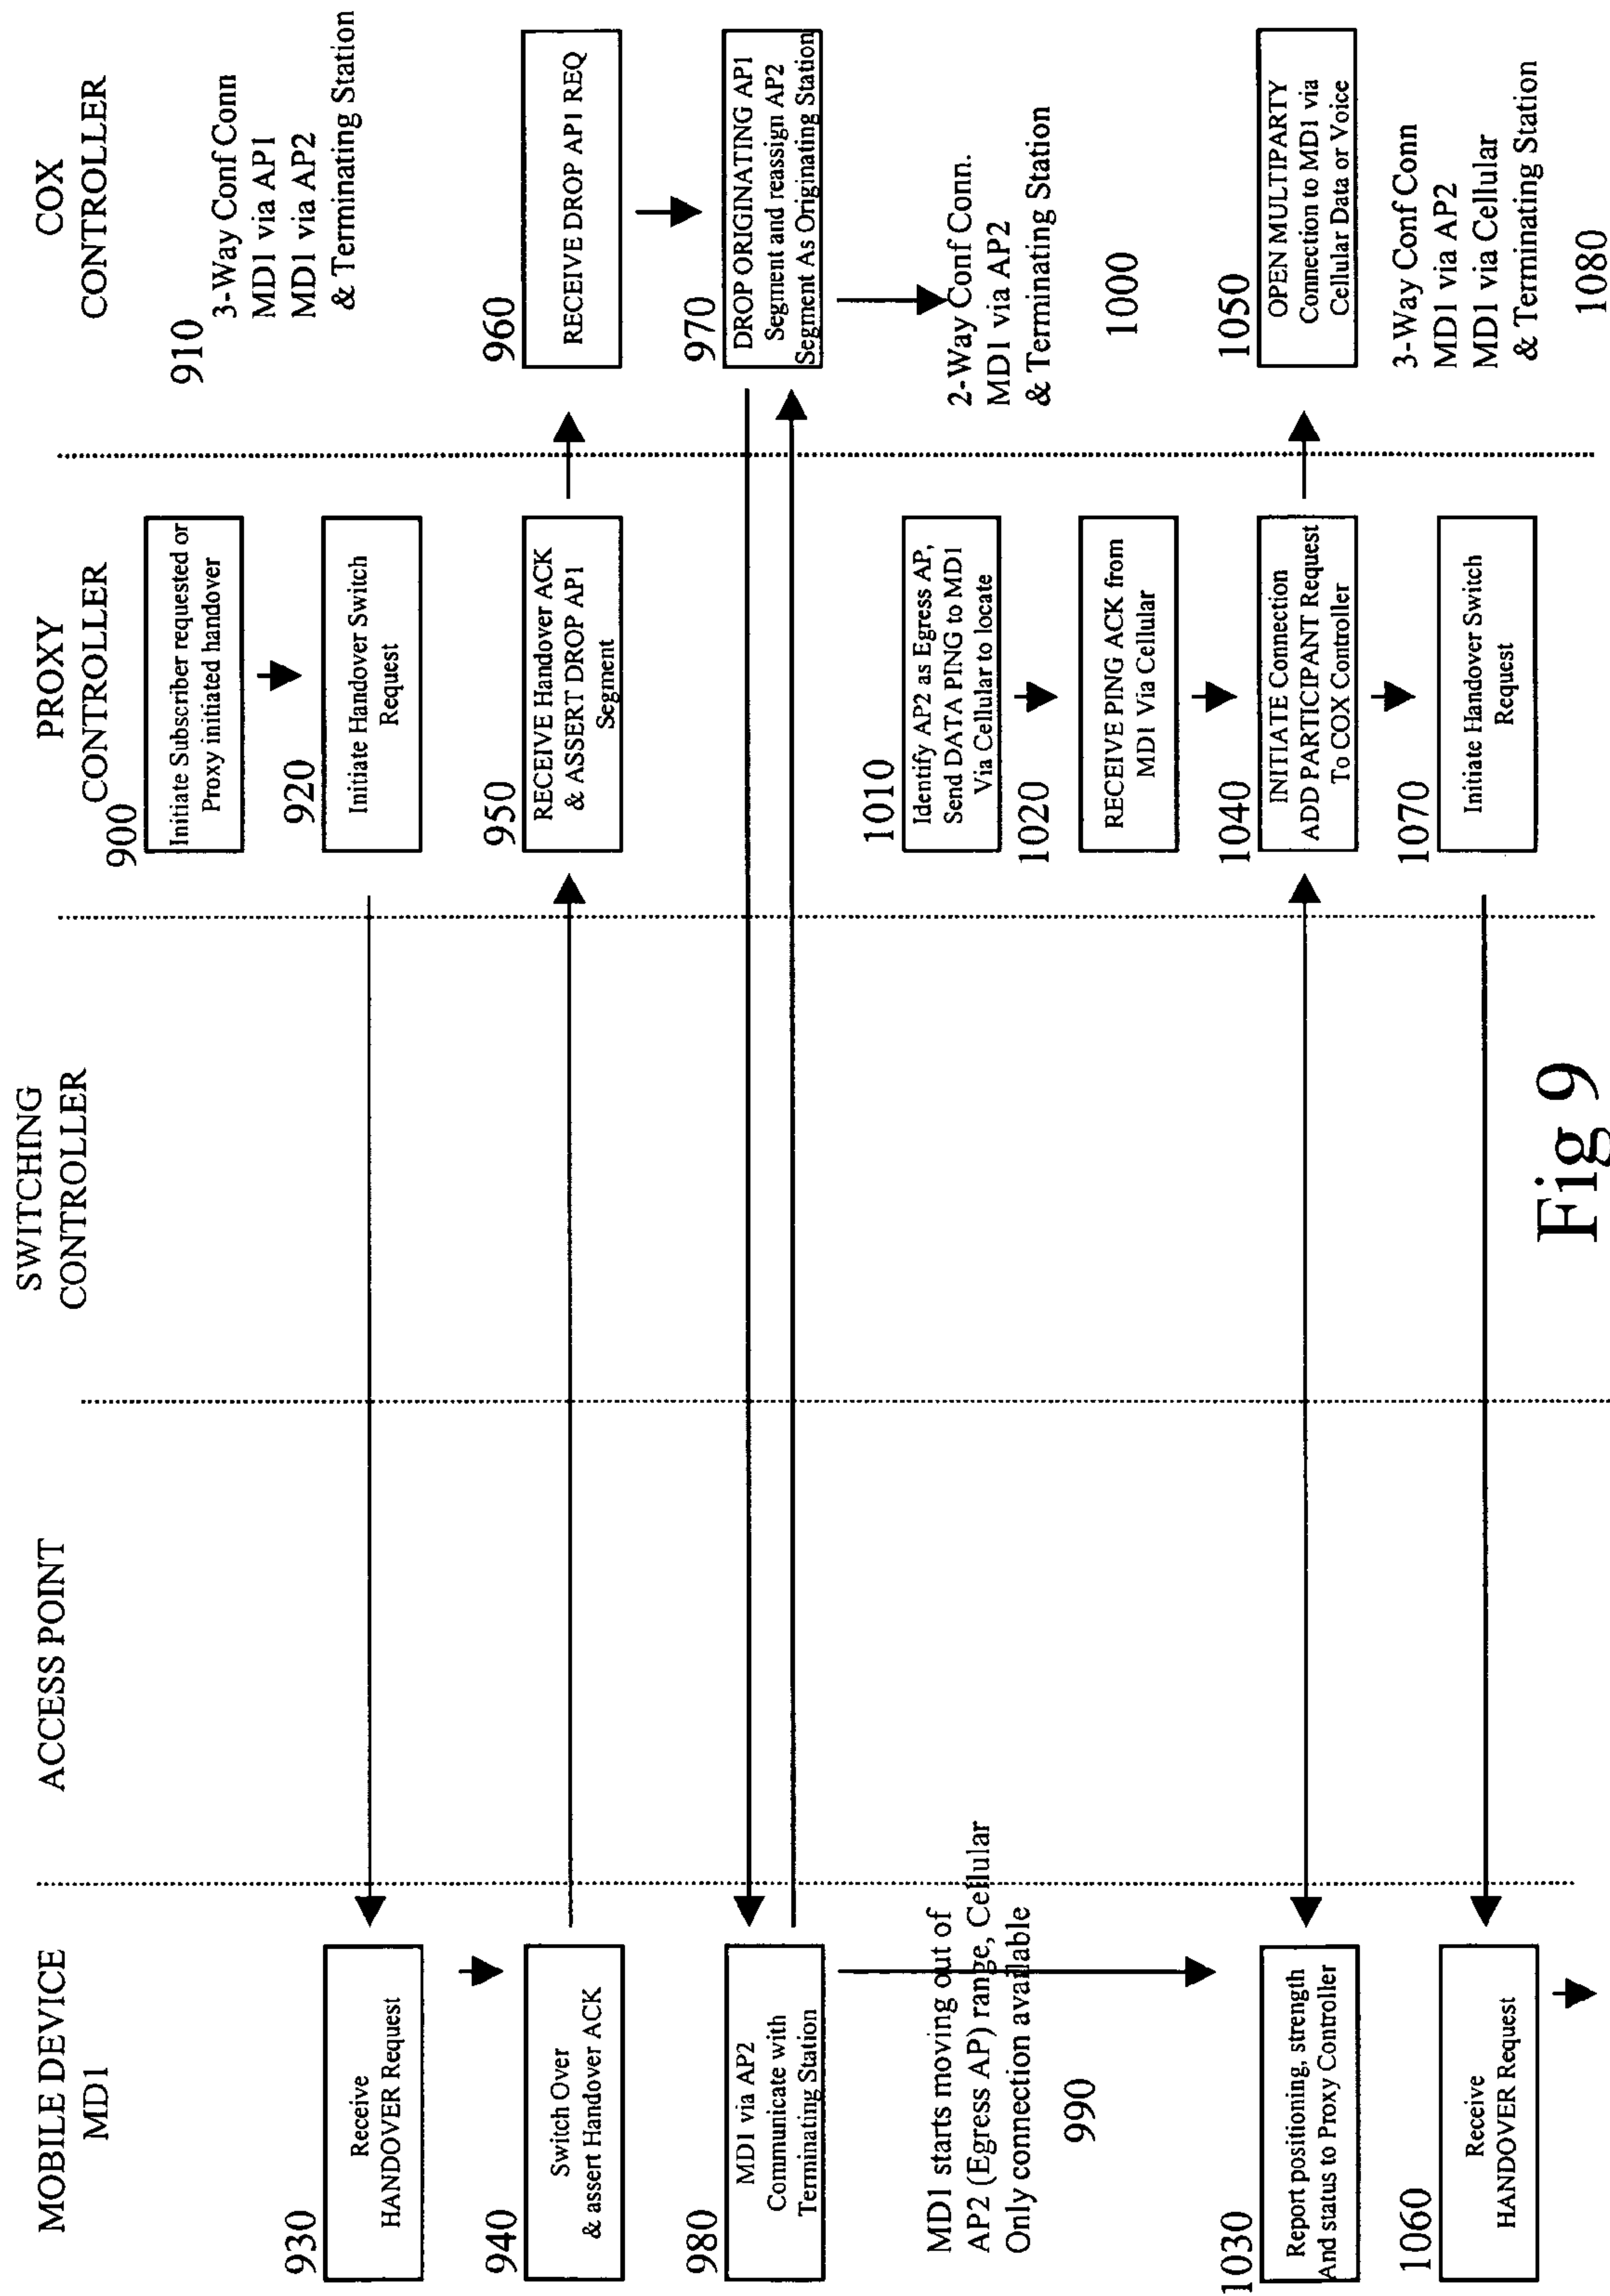 MOBILE DEVICE
MD1
ACCESS POINT
SWITCHING
CONTROLLER
PROXY
CONTROLLER
COX
CONTROLLER
900
Initiate Subscriber requested or
Proxy initiated handover
910
3-Way Conf Conn
MD1 via AP1
MD1 via AP2
& Terminating Station
920
Initiate Handover Switch
Request
930
Receive
HANDOVER Request
940
Switch Over
& assert Handover ACK
950
RECEIVE Handover ACK
& ASSERT DROP AP1
Segment
960
RECEIVE DROP AP1 REQ
970
DROP ORIGINATING AP1
Segment and reassign AP2
Segment As Originating Station
980
MD1 via AP2
Communicate with
Terminating Station
MD1 starts moving out of
AP2 (Egress AP) range, Cellular
Only connection available
990
2-Way Conf Conn.
MD1 via AP2
& Terminating Station
1000
1010
Identify AP2 as Egress AP,
Send DATA PING to MD1
Via Cellular to locate
1020
RECEIVE PING ACK from
MD1 Via Cellular
1030
Report positioning, strength
And status to Proxy Controller
1040
INITIATE Connection
ADD PARTICIPANT Request
To COX Controller
1050
OPEN MULTIPARTY
Connection to MD1 via
Cellular Data or Voice
1060
Receive
HANDOVER Request
1070
Initiate Handover Switch
Request
3-Way Conf Conn
MD1 via AP2
MD1 via Cellular
& Terminating Station
1080
Fig 9